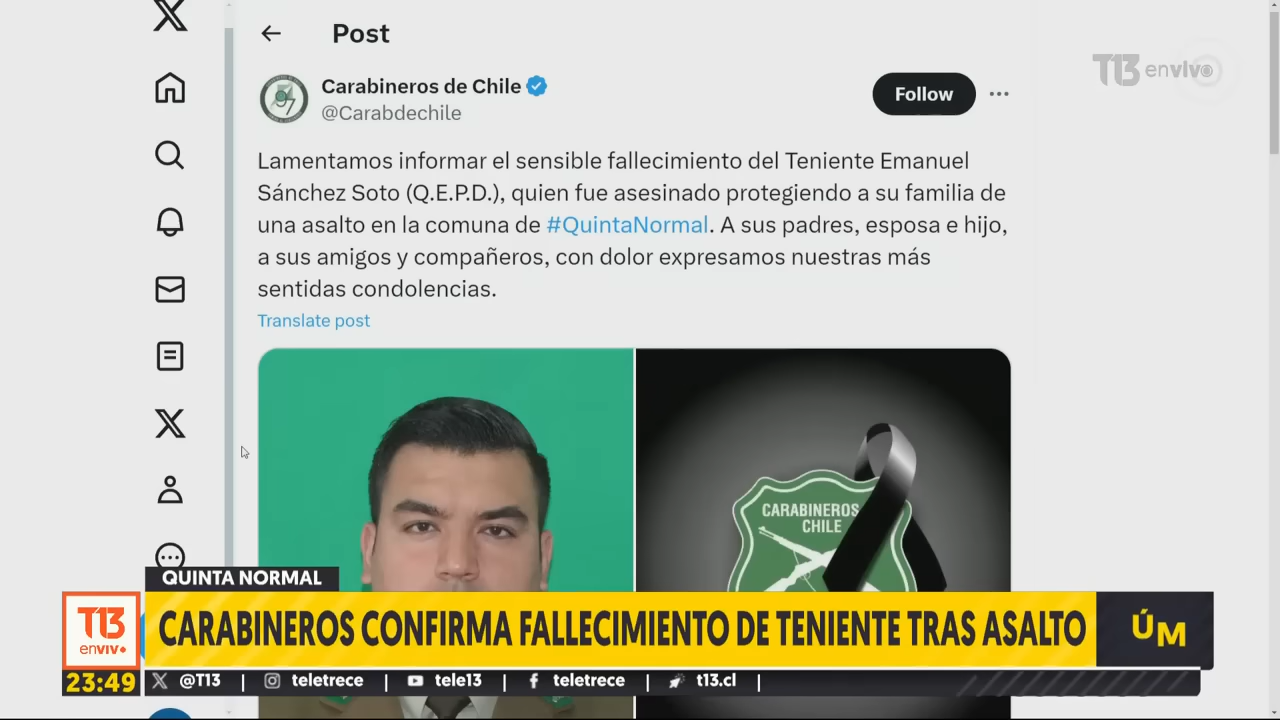 Post
T13 envivo
Carabineros de Chile
@Carabdechile
Follow
Lamentamos informar el sensible fallecimiento del Teniente Emanuel
Sánchez Soto (Q.E.P.D.), quien fue asesinado protegiendo a su familia de
una asalto en la comuna de #QuintaNormal. A sus padres, esposa e hijo,
a sus amigos y compañeros, con dolor expresamos nuestras más
sentidas condolencias.
Translate post
CARABINEROS
CHILE
QUINTA NORMAL
T13
envivo
CARABINEROS CONFIRMA FALLECIMIENTO DE TENIENTE TRAS ASALTO
ÚM
23:49
@T13 | teletrece | tele13 | teletrece | t13.cl |